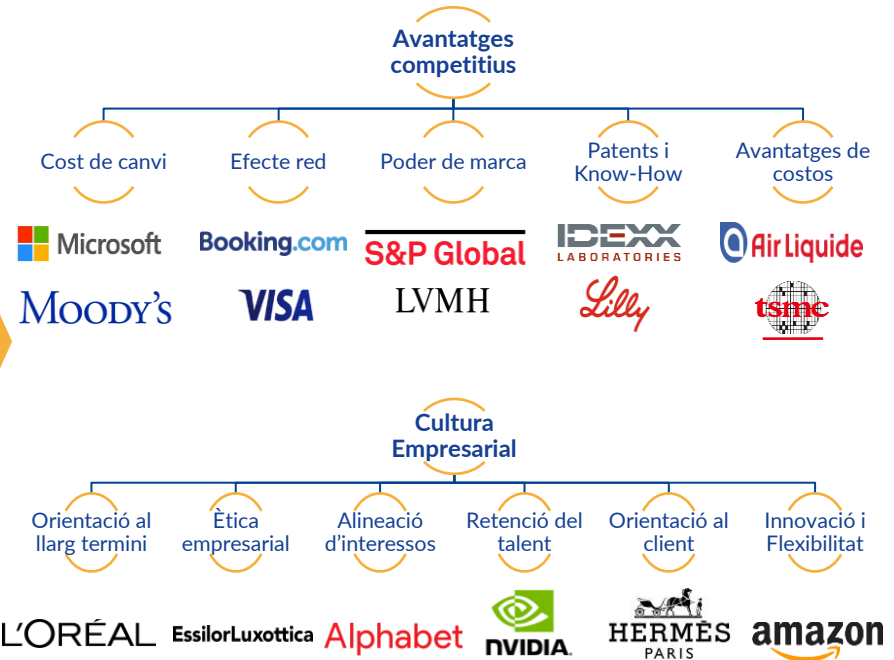 Avantatges
competitius
Cost de canvi
Efecte red
Poder de marca
Patents i
Know-How
Avantatges de
costos
Microsoft
Booking.com
S&P Global
IDEXX
LABORATORIES
Air Liquide
MOODY'S
VISA
LVMH
Lilly
tsmc
Cultura
Empresarial
Orientació al
llarg termini
Ètica
empresarial
Alineació
d'interessos
Retenció del
talent
Orientació al
client
Innovació i
Flexibilitat
L'ORÉAL
EssilorLuxottica
Alphabet
NVIDIA.
HERMÈS
PARIS
amazon